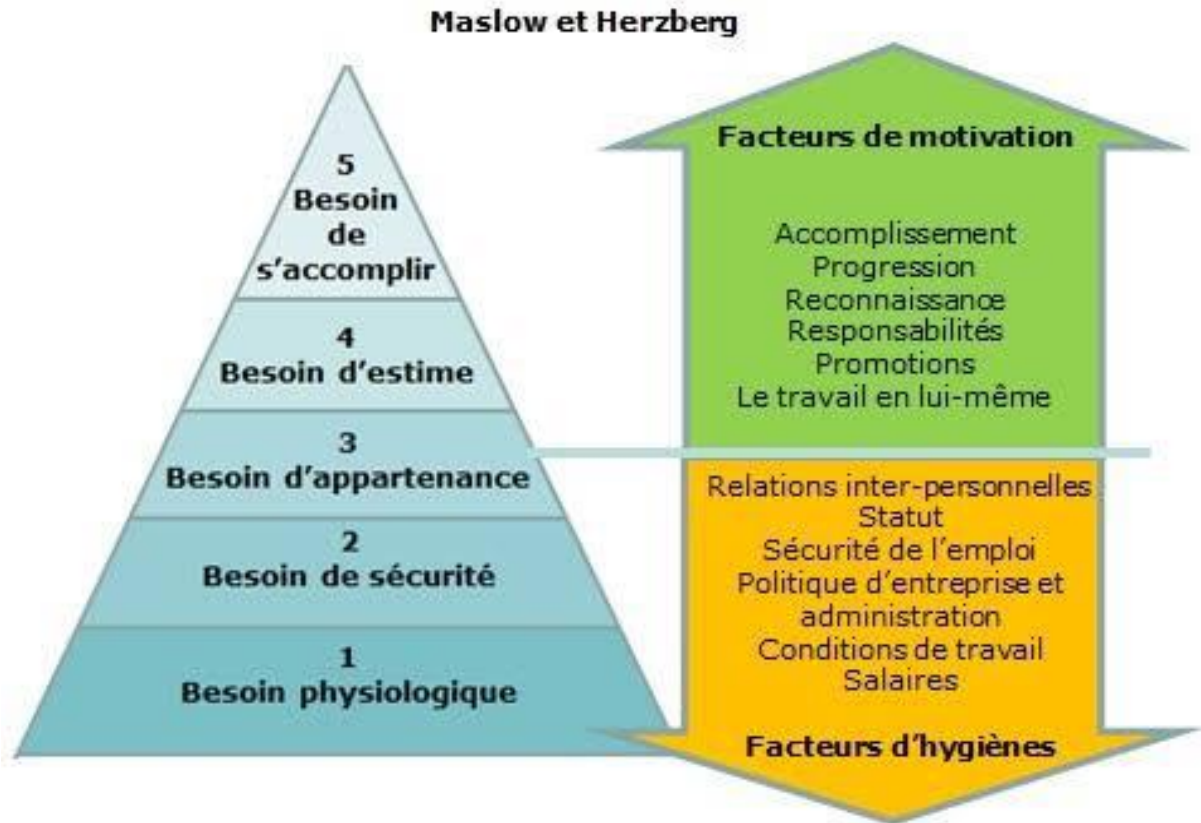 Maslow et Herzberg
5
Besoin
de
s'accomplir
4
Besoin d'estime
3
Besoin d'appartenance
2
Besoin de sécurité
1
Besoin physiologique
Facteurs de motivation
Accomplissement
Progression
Reconnaissance
Responsabilités
Promotions
Le travail en lui-même
Relations inter-personnelles
Statut
Sécurité de l'emploi
Politique d'entreprise et
administration
Conditions de travail
Salaires
Facteurs d'hygiènes